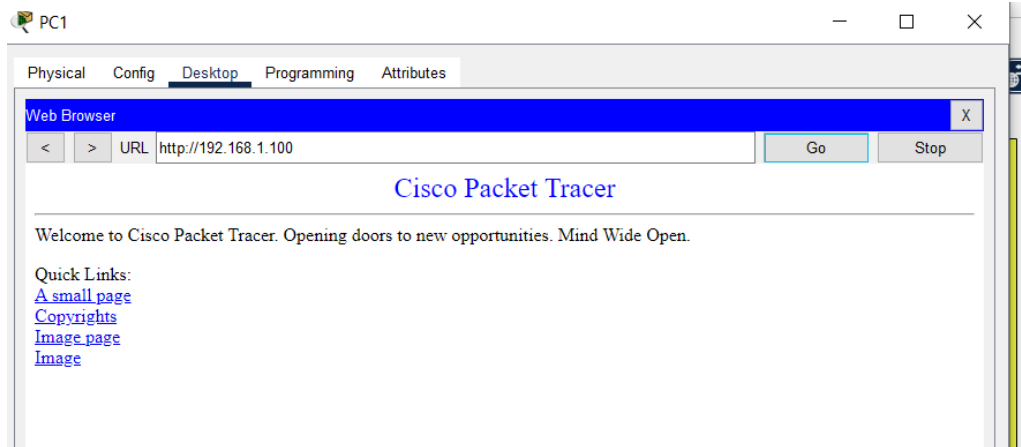 PC1
Physical Config Desktop Programming Attributes
Web Browser X
< > URL http://192.168.1.100 Go Stop
Cisco Packet Tracer
Welcome to Cisco Packet Tracer. Opening doors to new opportunities. Mind Wide Open.
Quick Links:
A small page
Copyrights
Image page
Image